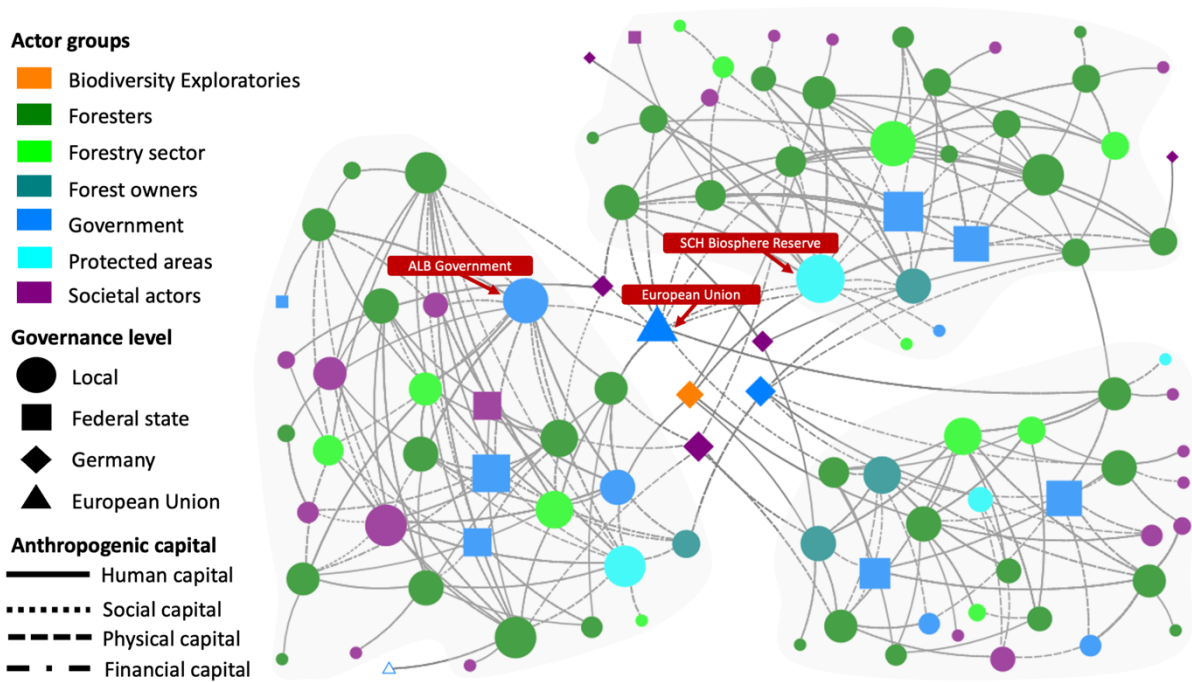 Actor groups
Biodiversity Exploratories
Foresters
Forestry sector
Forest owners
Government
Protected areas
Societal actors
Governance level
Local
Federal state
Germany
European Union
Anthropogenic capital
Human capital
Social capital
Physical capital
Financial capital
ALB Government
SCH Biosphere Reserve
European Union